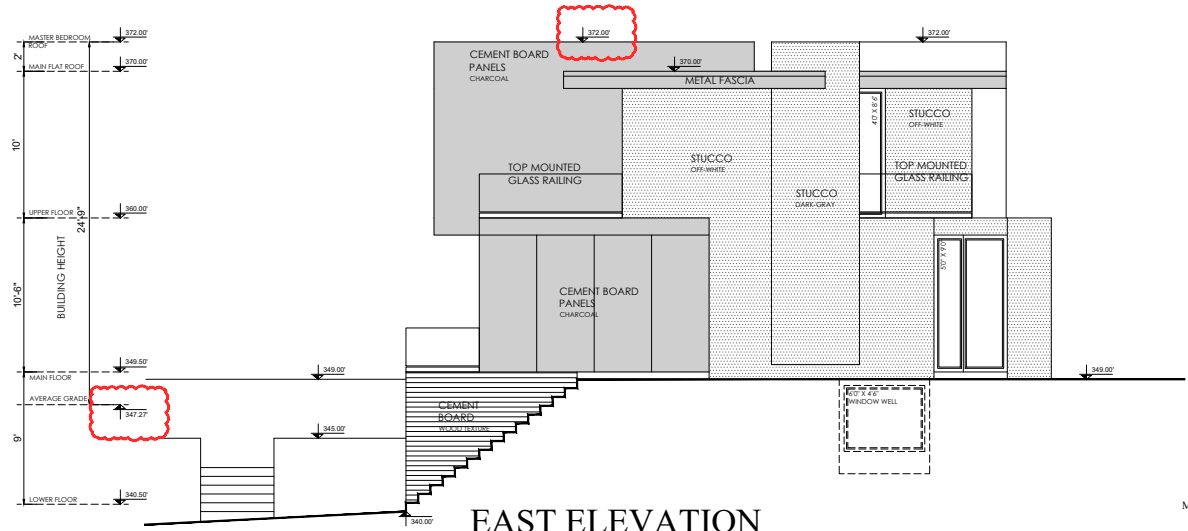 MASTER BEDROOM
ROOF
372.00'
2'
MAIN FLAT ROOF
370.00'
10'
UPPER FLOOR
360.00'
24'-9"
BUILDING HEIGHT
10'-6"
349.50'
MAIN FLOOR
AVERAGE GRADE
347.27'
9'
LOWER FLOOR
340.50'
349.00'
345.00'
340.00'
372.00'
CEMENT BOARD
PANELS
CHARCOAL
370.00'
METAL FASCIA
372.00'
4'0" X 8'6"
STUCCO
OFF-WHITE
STUCCO
OFF-WHITE
TOP MOUNTED
GLASS RAILING
TOP MOUNTED
GLASS RAILING
STUCCO
DARK-GRAY
5'0" X 9'0"
CEMENT BOARD
PANELS
CHARCOAL
349.00'
6'0" X 4'6"
WINDOW WELL
CEMENT
BOARD
WOOD TEXTURE
EAST ELEVATION
M